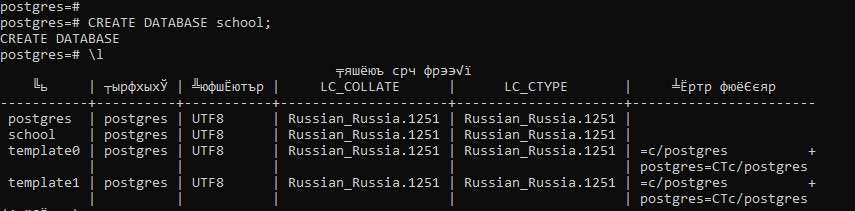 postgres=#
postgres=# CREATE DATABASE school;
CREATE DATABASE
postgres=# \l
                                          ╤яшёюъ срч фрээ√ї
    ╚ь     | ┬ырфхыхЎ | ╩юфшЁютър |     LC_COLLATE      |      LC_CTYPE       |     ╨Ёртр фюёЄєяр
-----------+----------+-----------+---------------------+---------------------+-----------------------
 postgres  | postgres | UTF8      | Russian_Russia.1251 | Russian_Russia.1251 |
 school    | postgres | UTF8      | Russian_Russia.1251 | Russian_Russia.1251 |
 template0 | postgres | UTF8      | Russian_Russia.1251 | Russian_Russia.1251 | =c/postgres          +
           |          |           |                     |                     | postgres=CTc/postgres
 template1 | postgres | UTF8      | Russian_Russia.1251 | Russian_Russia.1251 | =c/postgres          +
           |          |           |                     |                     | postgres=CTc/postgres